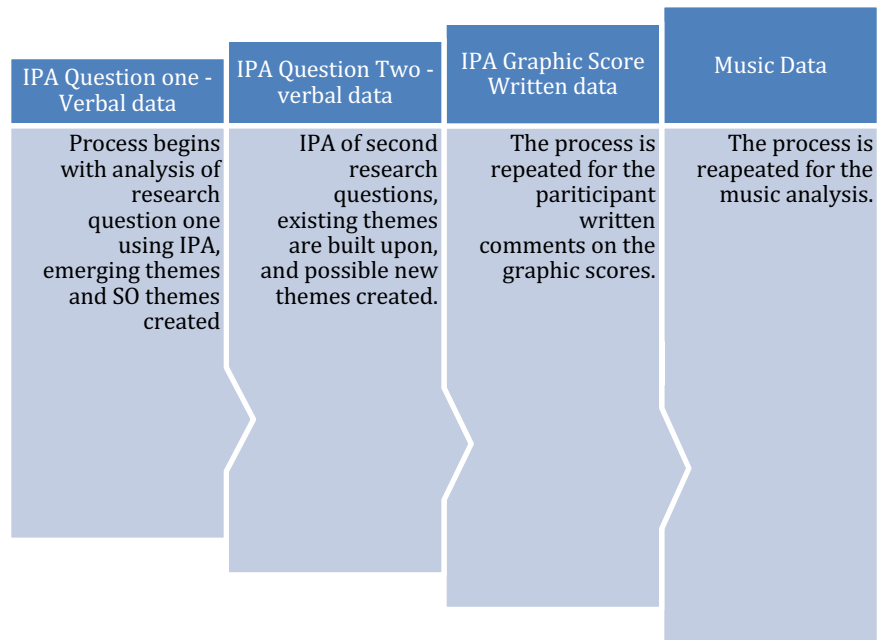 IPA Question one -
Verbal data
Process begins
with analysis of
research
question one
using IPA,
emerging themes
and SO themes
created
IPA Question Two -
verbal data
IPA of second
research
questions,
existing themes
are built upon,
and possible new
themes created.
IPA Graphic Score
Written data
The process is
repeated for the
pariticipant
written
comments on the
graphic scores.
Music Data
The process is
reapeated for the
music analysis.